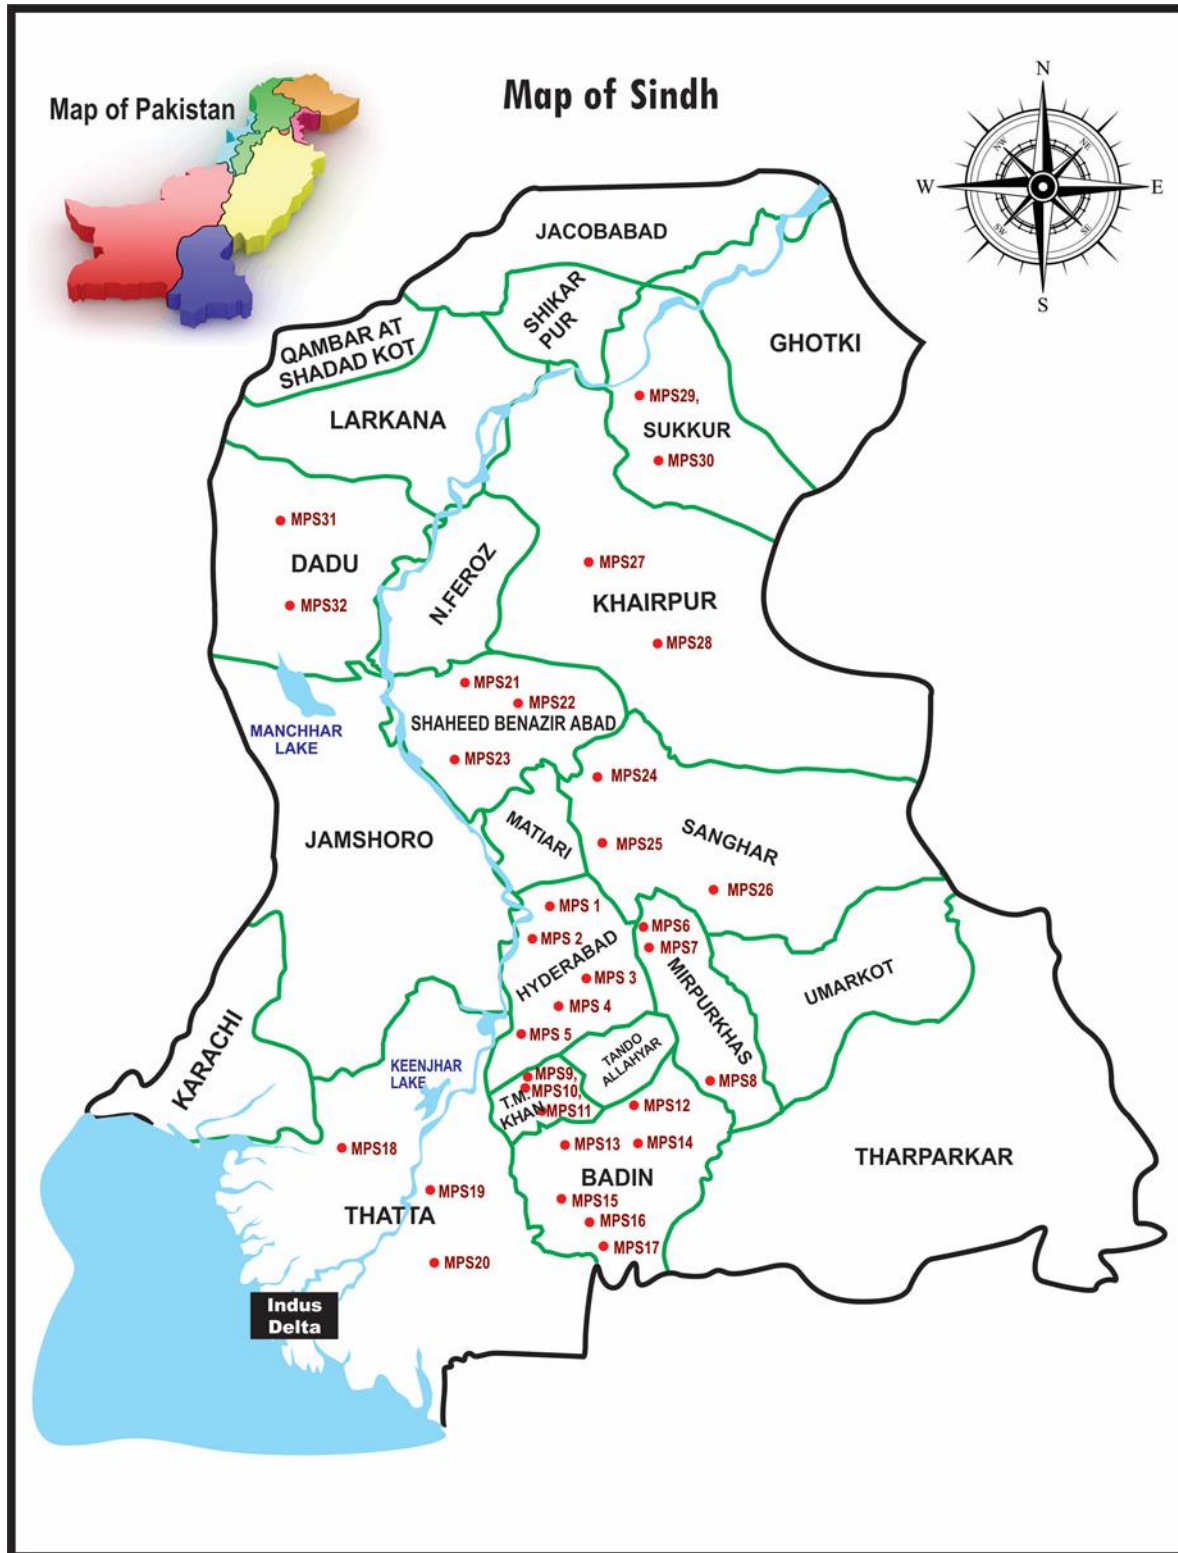 Map of Sindh
Map of Pakistan
N
NW
NE
W
E
SW
SE
S
JACOBABAD
SHIKAR
PUR
GHOTKI
QAMBAR AT
SHADAD KOT
LARKANA
MPS29,
SUKKUR
MPS30
MPS31
DADU
MPS32
N.FEROZ
MPS27
KHAIRPUR
MPS28
MPS21
MPS22
SHAHEED BENAZIR ABAD
MPS23
MANCHHAR
LAKE
MPS24
JAMSHORO
MATIARI
MPS25
SANGHAR
MPS26
MPS 1
MPS 2
HYDERABAD
MPS 3
MPS 4
MPS 5
MPS6
MPS7
MIRPURKHAS
MPS8
UMARKOT
KARACHI
KEENJHAR
LAKE
TANDO
ALLAHYAR
MPS9,
MPS10,
T.M.
KHAN
MPS11
MPS12
MPS13
MPS14
BADIN
MPS15
MPS16
MPS17
THARPARKAR
MPS18
MPS19
THATTA
MPS20
Indus
Delta